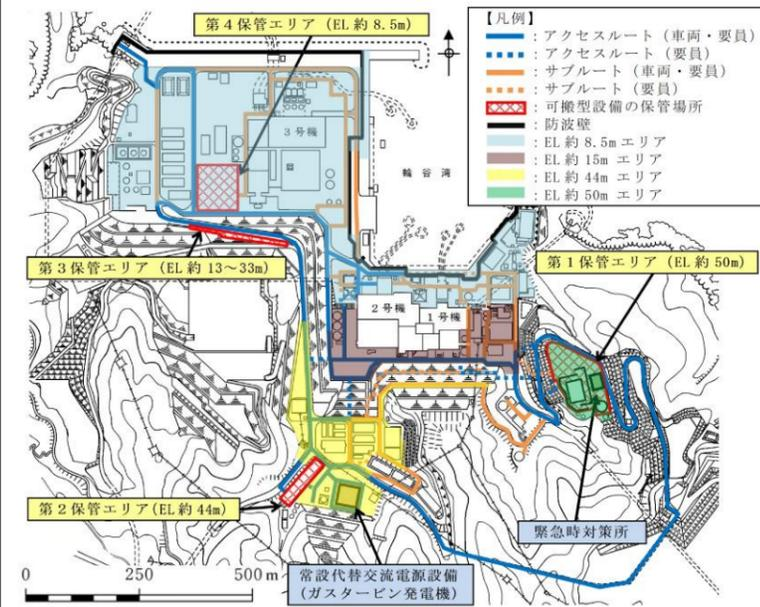 第4保管エリア(EL 約 8.5m)
【凡例】
:アクセスルート(車両・要員)
:アクセスルート(要員)
:サブルート(車両・要員)
:サブルート(要員)
:可搬型設備の保管場所
:防波壁
:EL 約 8.5m エリア
:EL 約 15m エリア
:EL 約 44m エリア
:EL 約 50m エリア
3号機
輪谷湾
第3保管エリア(EL 約 13~33m)
第1保管エリア(EL 約 50m)
2号機
1号機
第2保管エリア(EL 約 44m)
緊急時対策所
常設代替交流電源設備
(ガスタービン発電機)
0 250 500 m